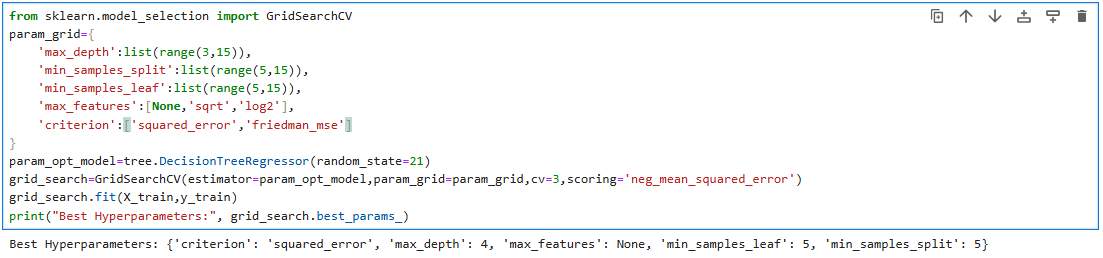 from sklearn.model_selection import GridSearchCV
param_grid={
    'max_depth':list(range(3,15)),
    'min_samples_split':list(range(5,15)),
    'min_samples_leaf':list(range(5,15)),
    'max_features':[None,'sqrt','log2'],
    'criterion':['squared_error','friedman_mse']
}
param_opt_model=tree.DecisionTreeRegressor(random_state=21)
grid_search=GridSearchCV(estimator=param_opt_model,param_grid=param_grid,cv=3,scoring='neg_mean_squared_error')
grid_search.fit(X_train,y_train)
print("Best Hyperparameters:", grid_search.best_params_)
Best Hyperparameters: {'criterion': 'squared_error', 'max_depth': 4, 'max_features': None, 'min_samples_leaf': 5, 'min_samples_split': 5}